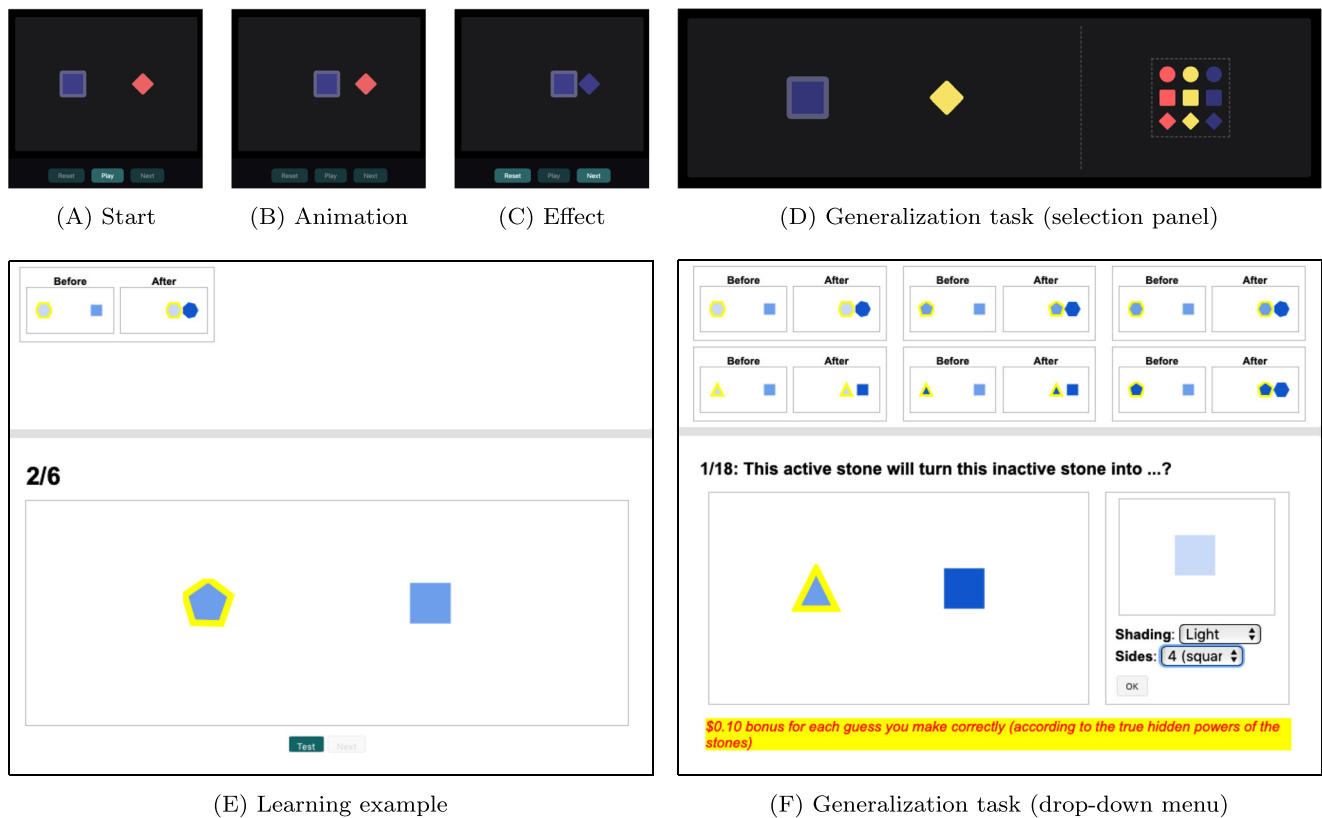 Reset Play Next
Reset Play Next
Reset Play Next
(A) Start
(B) Animation
(C) Effect
(D) Generalization task (selection panel)
Before After
2/6
Test Next
(E) Learning example
Before After Before After Before After
Before After Before After Before After
1/18: This active stone will turn this inactive stone into ...?
Shading: Light
Sides: 4 (squar
OK
$0.10 bonus for each guess you make correctly (according to the true hidden powers of the
stones)
(F) Generalization task (drop-down menu)